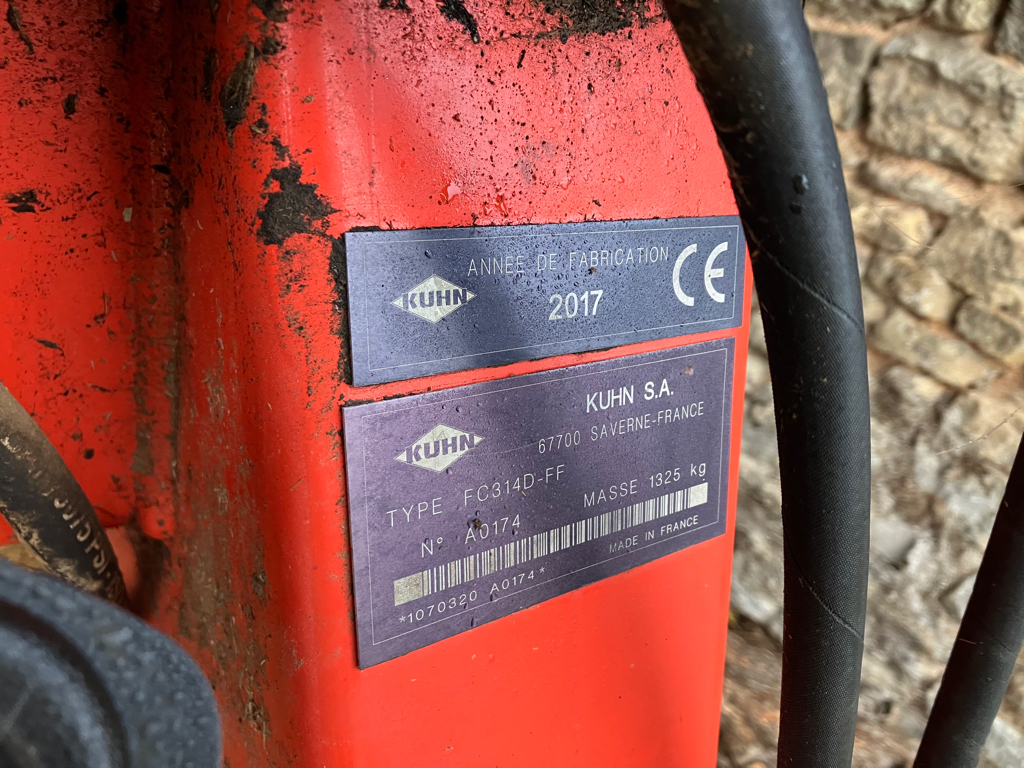 ANNEE DE FABRICATION
CE
KUHN
2017
KUHN S.A.
67700 SAVERNE-FRANCE
KUHN
TYPE FC314D-FF
MASSE 1325 kg
N° A0174
*1070320 A0174*
MADE IN FRANCE